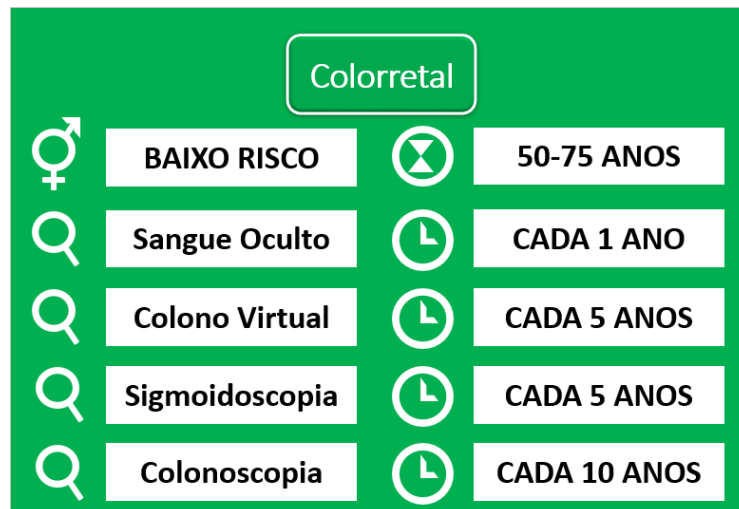 Colorretal
BAIXO RISCO
50-75 ANOS
Sangue Oculto
CADA 1 ANO
Colono Virtual
CADA 5 ANOS
Sigmoidoscopia
CADA 5 ANOS
Colonoscopia
CADA 10 ANOS